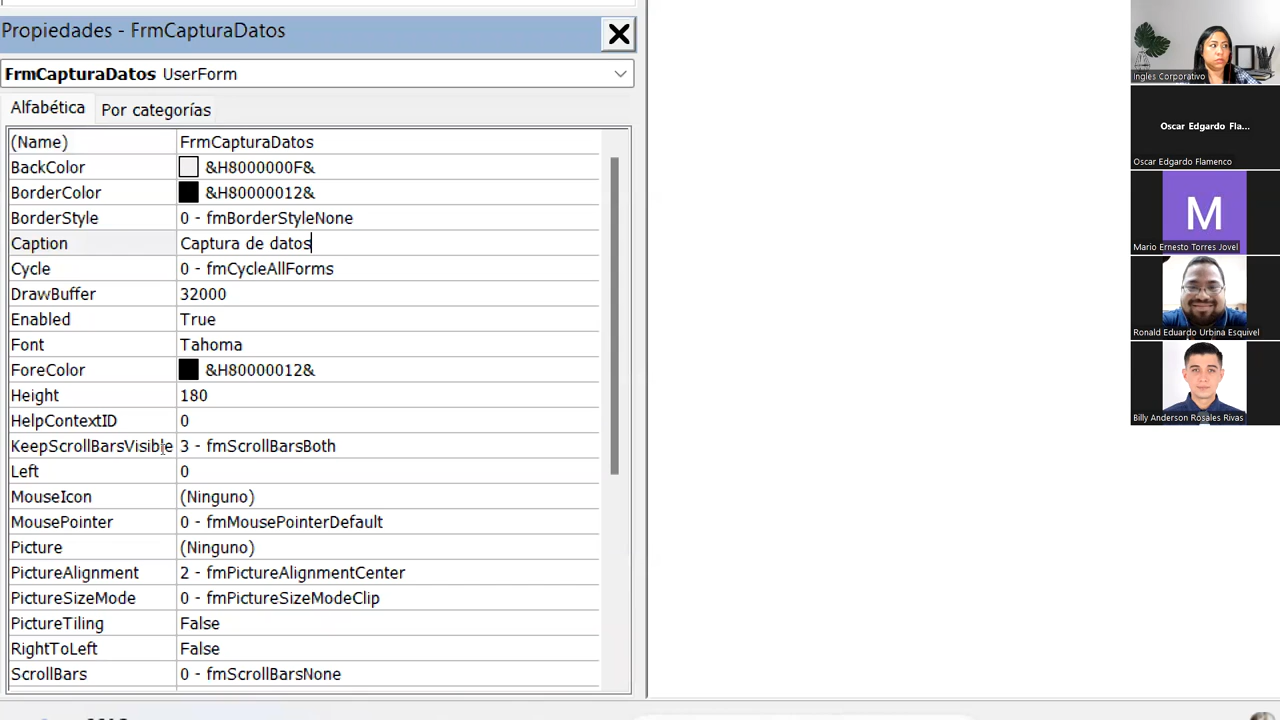 Propiedades - FrmCapturaDatos
FrmCapturaDatos UserForm
Alfabética Por categorías
(Name) FrmCapturaDatos
BackColor &H8000000F&
BorderColor &H80000012&
BorderStyle 0 - fmBorderStyleNone
Caption Captura de datos
Cycle 0 - fmCycleAllForms
DrawBuffer 32000
Enabled True
Font Tahoma
ForeColor &H80000012&
Height 180
HelpContextID 0
KeepScrollBarsVisible 3 - fmScrollBarsBoth
Left 0
MouseIcon (Ninguno)
MousePointer 0 - fmMousePointerDefault
Picture (Ninguno)
PictureAlignment 2 - fmPictureAlignmentCenter
PictureSizeMode 0 - fmPictureSizeModeClip
PictureTiling False
RightToLeft False
ScrollBars 0 - fmScrollBarsNone
Ingles Corporativo
Oscar Edgardo Fla...
Oscar Edgardo Flamenco
M
Mario Ernesto Torres Jovel
Ronald Eduardo Urbina Esquivel
Billy Anderson Rosales Rivas